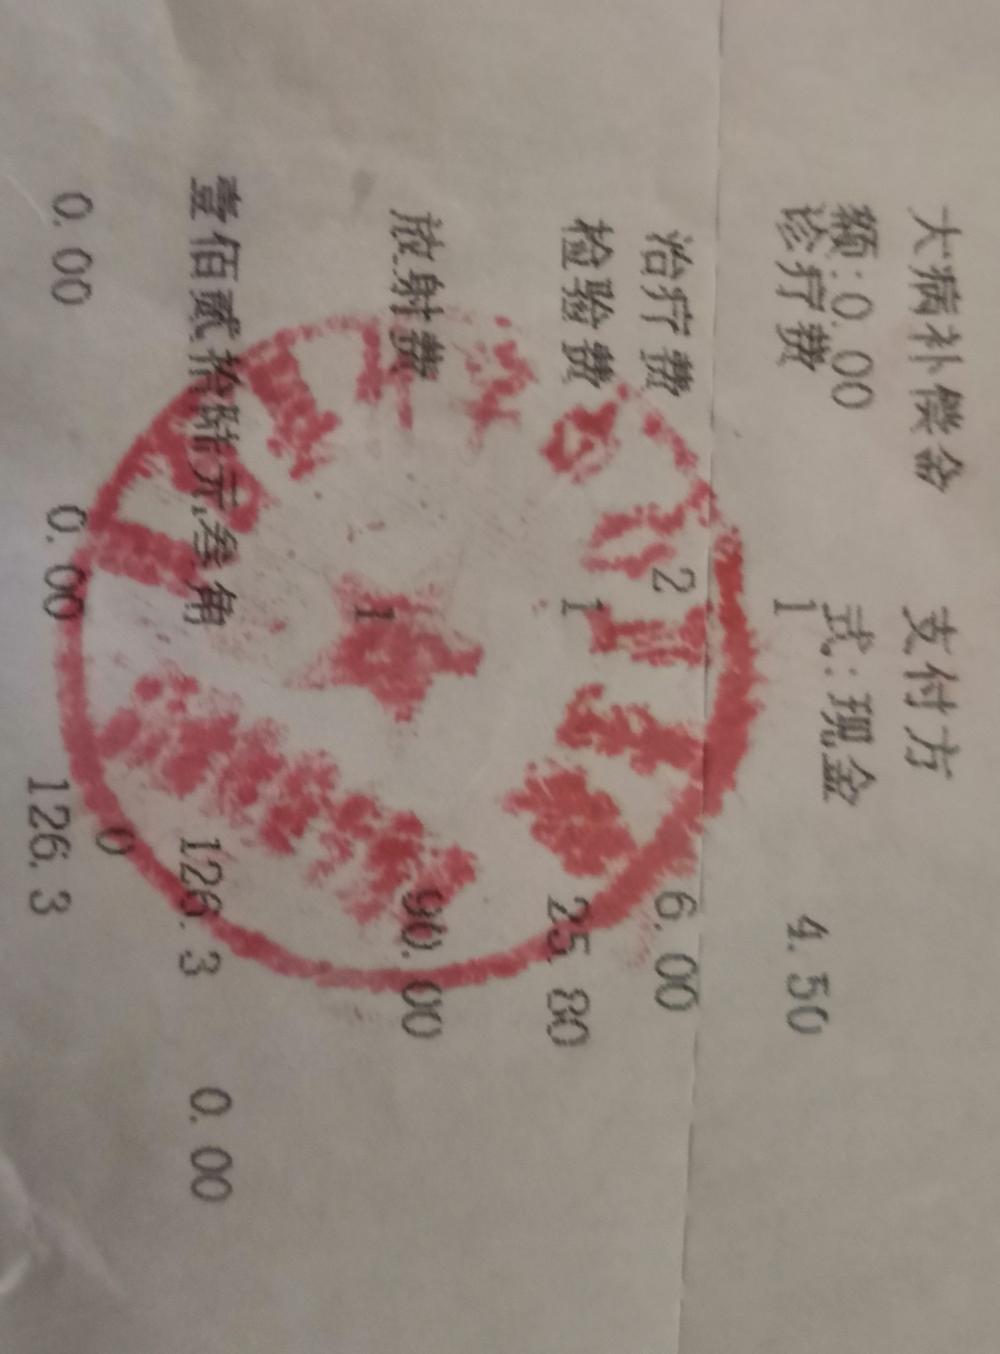 大病补偿金 支付方
额:0.00 式:现金
诊疗费 1 4.50
治疗费 2 6.00
检验费 1 25.80
放射费 1 90.00
壹佰贰拾陆元叁角 126.3 0.00
0
0.00 0.00 126.3